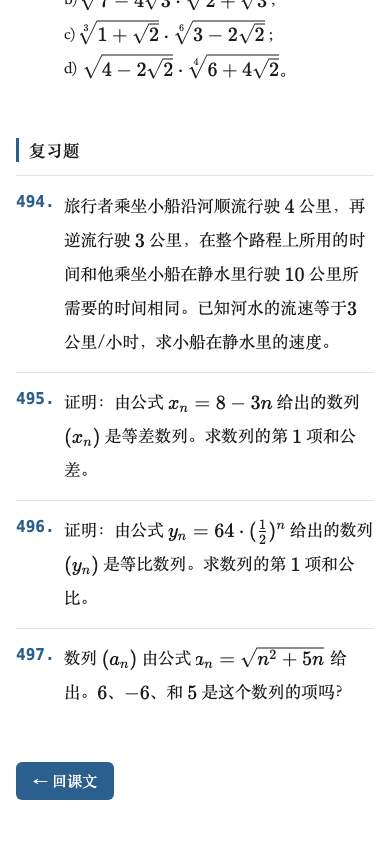 b) √7 − 4√3 · √2 + √3 ;
c) ∛(1 + √2) · ⁶√(3 − 2√2) ;
d) √(4 − 2√2) · ⁴√(6 + 4√2)。
复习题
494. 旅行者乘坐小船沿河顺流行驶 4 公里，再
逆流行驶 3 公里，在整个路程上所用的时
间和他乘坐小船在静水里行驶 10 公里所
需要的时间相同。已知河水的流速等于3
公里/小时，求小船在静水里的速度。
495. 证明：由公式 xₙ = 8 − 3n 给出的数列
(xₙ) 是等差数列。求数列的第 1 项和公
差。
496. 证明：由公式 yₙ = 64 · (1/2)ⁿ 给出的数列
(yₙ) 是等比数列。求数列的第 1 项和公
比。
497. 数列 (aₙ) 由公式 aₙ = √(n² + 5n) 给
出。6、−6、和 5 是这个数列的项吗?
← 回课文